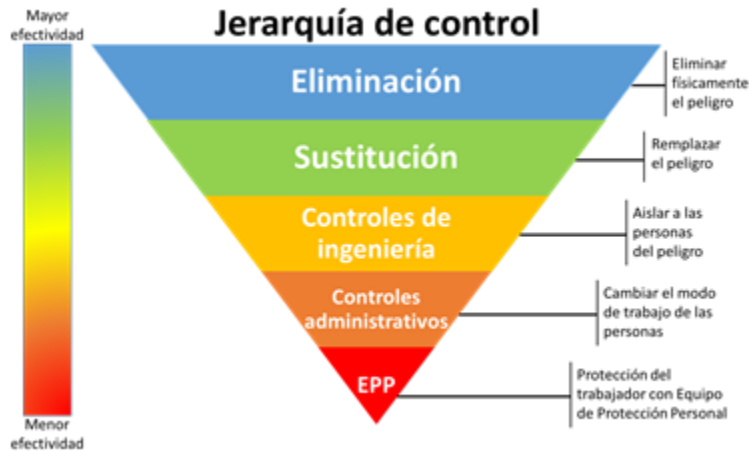 Jerarquía de control
Mayor
efectividad
Eliminación
Eliminar
físicamente
el peligro
Sustitución
Remplazar
el peligro
Controles de
ingeniería
Aislar a las
personas
del peligro
Controles
administrativos
Cambiar el modo
de trabajo de las
personas
EPP
Protección del
trabajador con Equipo
de Protección Personal
Menor
efectividad